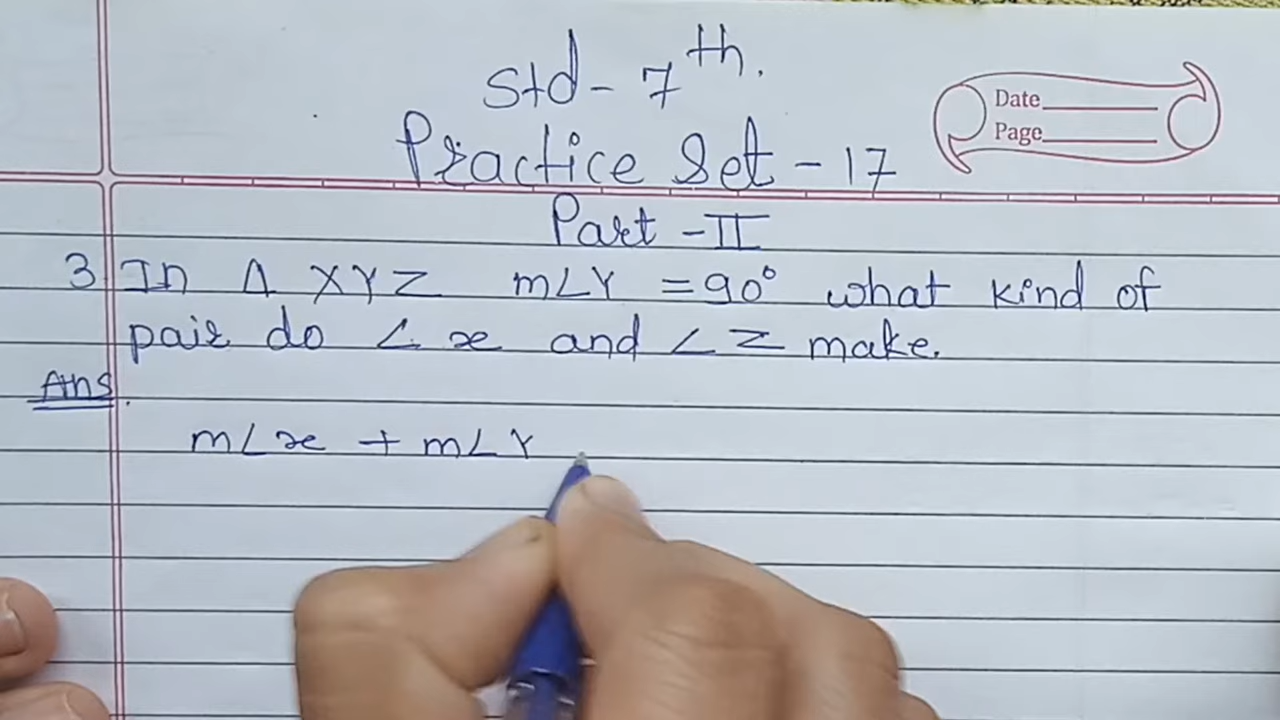 Std- 7th.
Date
Page
Practice Set - 17
Part - II
3 In Δ XYZ m∠Y = 90° what kind of
pair do ∠x and ∠Z make.
Ans.
m∠x + m∠Y